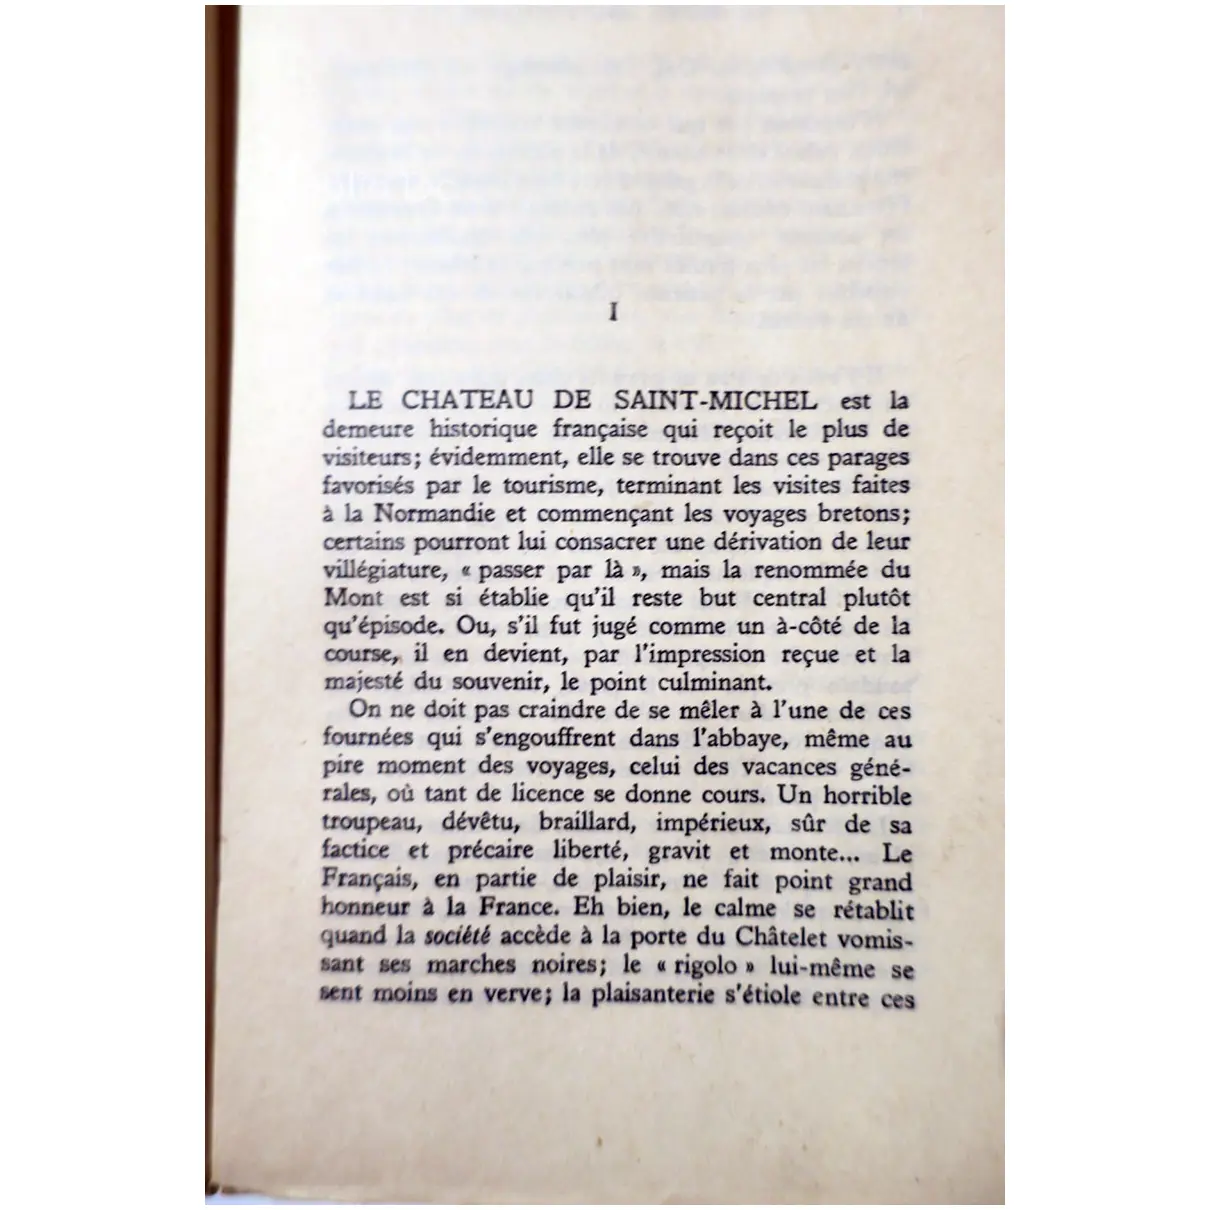 I
LE CHATEAU DE SAINT-MICHEL est la
demeure historique française qui reçoit le plus de
visiteurs; évidemment, elle se trouve dans ces parages
favorisés par le tourisme, terminant les visites faites
à la Normandie et commençant les voyages bretons;
certains pourront lui consacrer une dérivation de leur
villégiature, « passer par là », mais la renommée du
Mont est si établie qu'il reste but central plutôt
qu'épisode. Ou, s'il fut jugé comme un à-côté de la
course, il en devient, par l'impression reçue et la
majesté du souvenir, le point culminant.
On ne doit pas craindre de se mêler à l'une de ces
fournées qui s'engouffrent dans l'abbaye, même au
pire moment des voyages, celui des vacances géné-
rales, où tant de licence se donne cours. Un horrible
troupeau, dévêtu, braillard, impérieux, sûr de sa
factice et précaire liberté, gravit et monte... Le
Français, en partie de plaisir, ne fait point grand
honneur à la France. Eh bien, le calme se rétablit
quand la société accède à la porte du Châtelet vomis-
sant ses marches noires; le « rigolo » lui-même se
sent moins en verve; la plaisanterie s'étiole entre ces